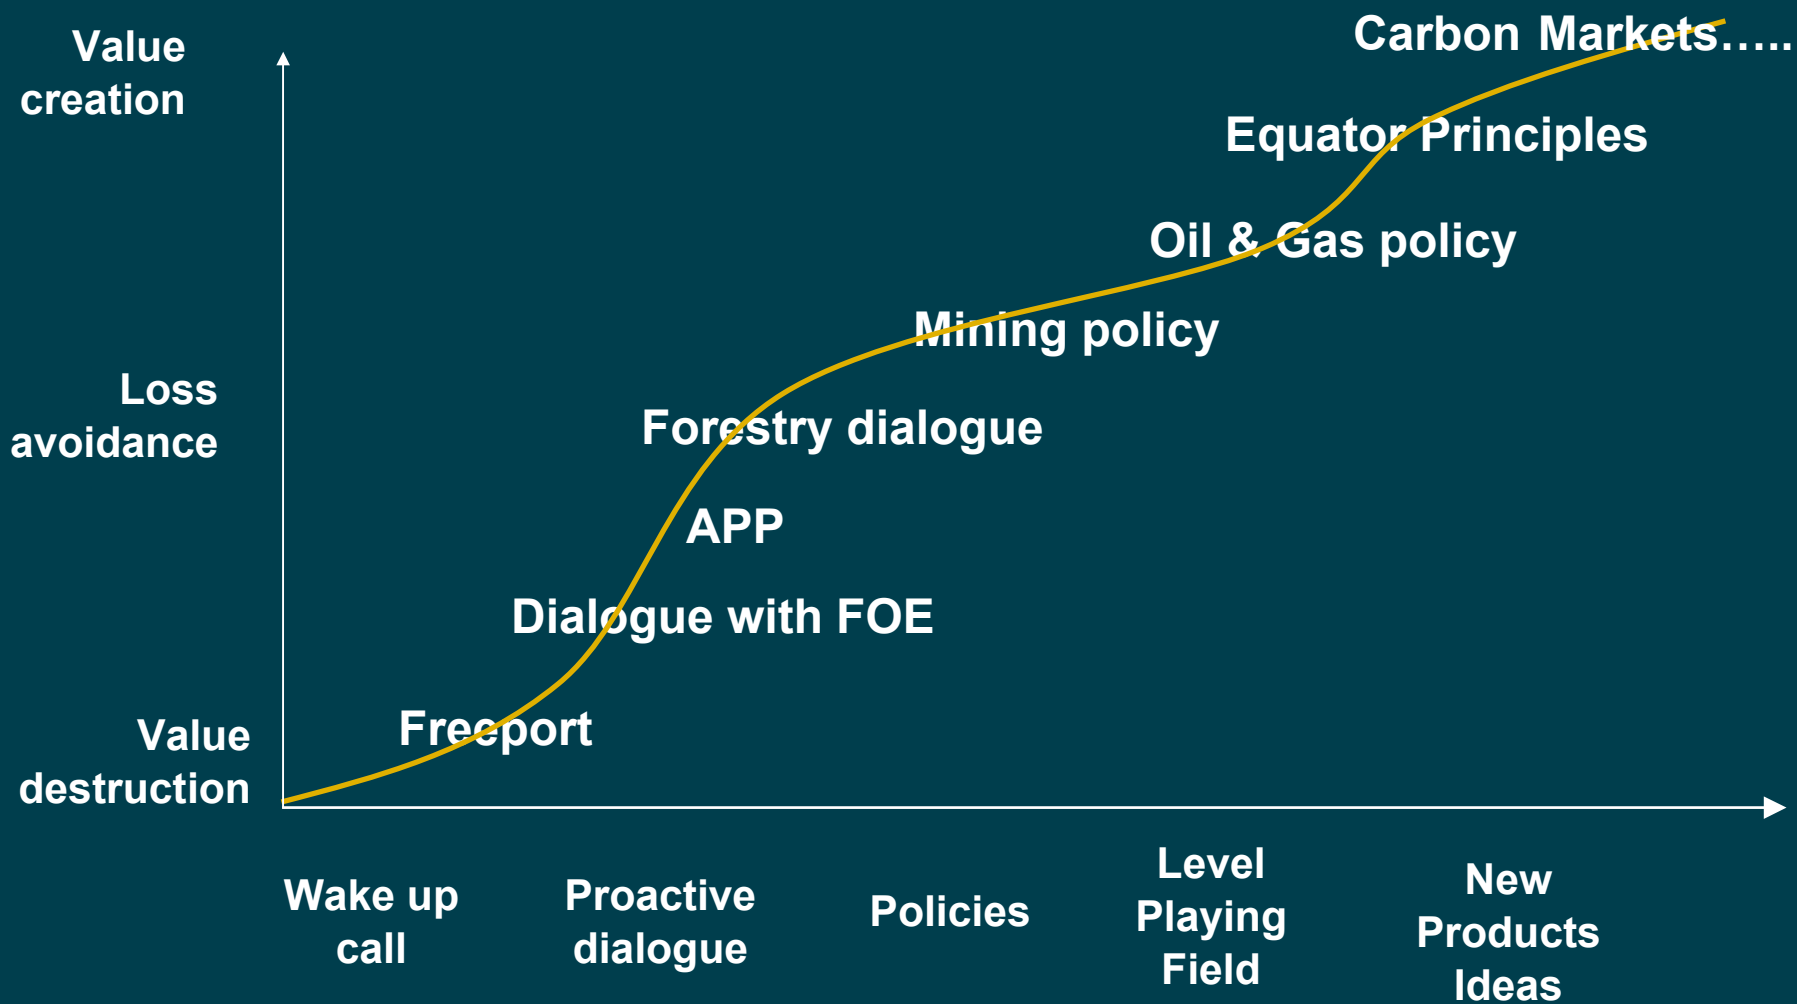 Value
creation
Carbon Markets.....
Equator Principles
Oil & Gas policy
Mining policy
Loss
avoidance
Forestry dialogue
APP
Dialogue with FOE
Freeport
Value
destruction
Wake up
call
Proactive
dialogue
Policies
Level
Playing
Field
New
Products
Ideas